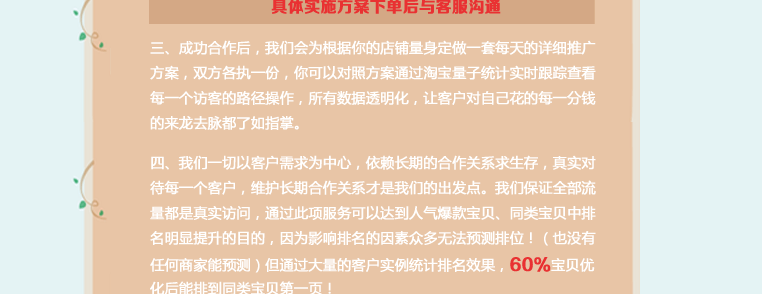 具体实施方案下单后与客服沟通
三、成功合作后，我们会为根据你的店铺量身定做一套每天的详细推广
方案，双方各执一份，你可以对照方案通过淘宝量子统计实时跟踪查看
每一个访客的路径操作，所有数据透明化，让客户对自己花的每一分钱
的来龙去脉都了如指掌。
四、我们一切以客户需求为中心，依赖长期的合作关系求生存，真实对
待每一个客户，维护长期合作关系才是我们的出发点。我们保证全部流
量都是真实访问，通过此项服务可以达到人气爆款宝贝、同类宝贝中排
名明显提升的目的，因为影响排名的因素众多无法预测排位！（也没有
任何商家能预测）但通过大量的客户实例统计排名效果，60%宝贝优
化后能排到同类宝贝第一页！